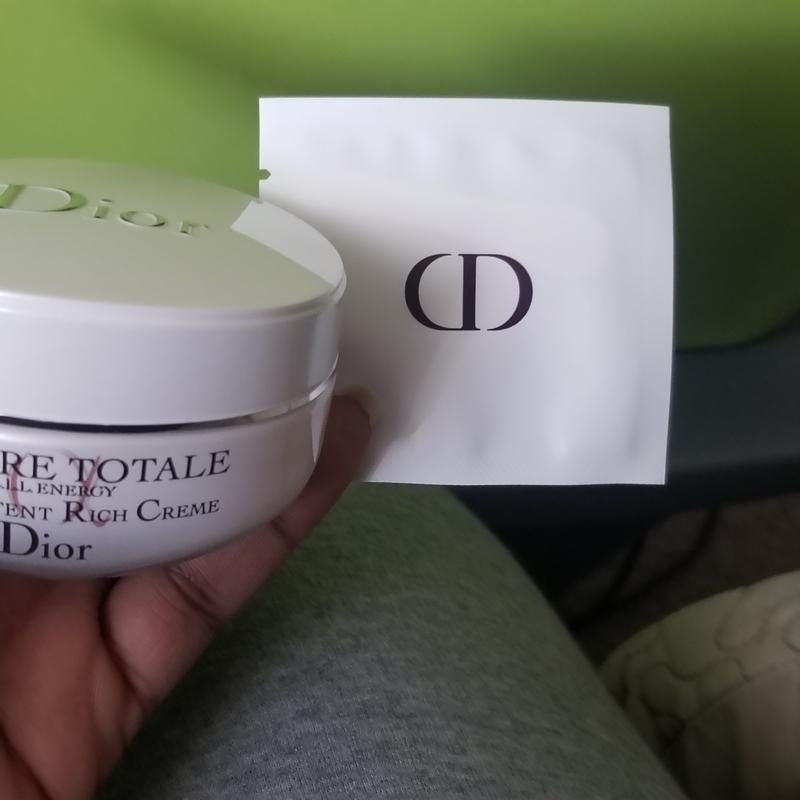 Dior
CD
RE TOTALE
LL ENERGY
TENT RICH CREME
Dior